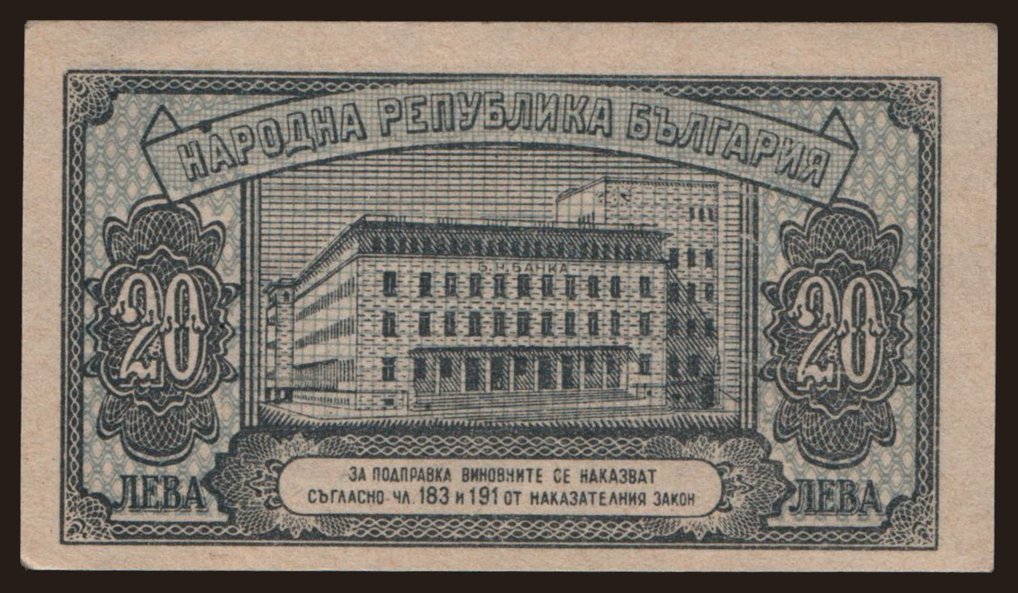 НАРОДНА РЕПУБЛИКА БЪЛГАРИЯ
Б.Н.БАНКА
20
20
ЛЕВА
ЗА ПОДПРАВКА ВИНОВНИТЕ СЕ НАКАЗВАТ
СЪГЛАСНО ЧЛ. 183 И 191 ОТ НАКАЗАТЕЛНИЯ ЗАКОН
ЛЕВА